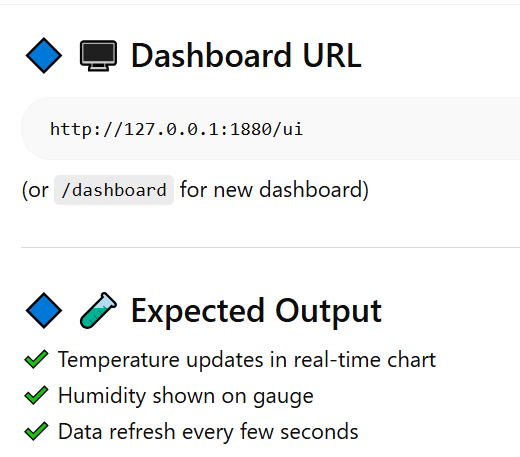 Dashboard URL
http://127.0.0.1:1880/ui
(or /dashboard for new dashboard)
Expected Output
Temperature updates in real-time chart
Humidity shown on gauge
Data refresh every few seconds